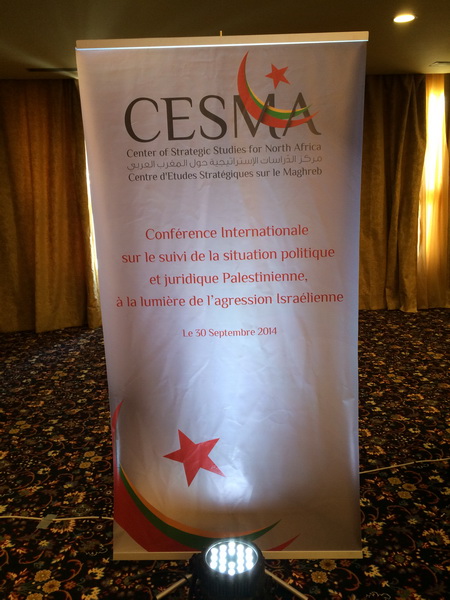 CESMA
Center of Strategic Studies for North Africa
مركز الدراسات الإستراتيجية حول المغرب العربي
Centre d'Etudes Stratégiques sur le Maghreb
Conférence Internationale
sur le suivi de la situation politique
et juridique Palestinienne,
à la lumière de l'agression Israélienne
Le 30 Septembre 2014